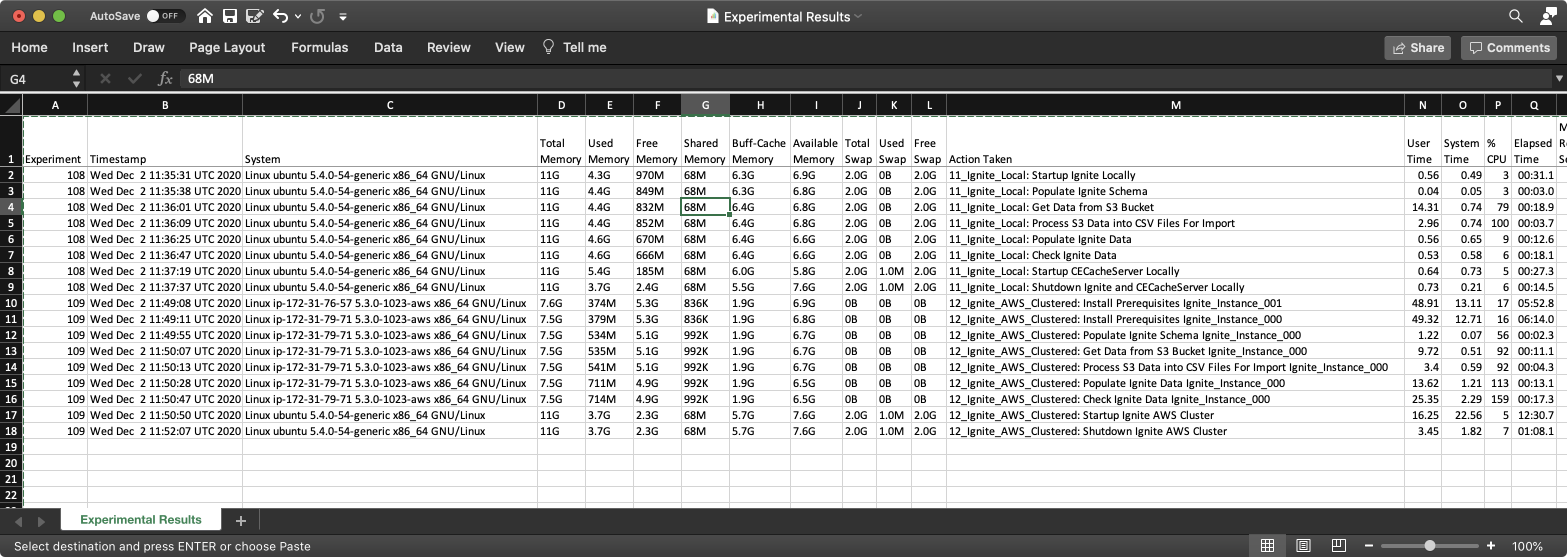 AutoSave OFF Experimental Results
Home Insert Draw Page Layout Formulas Data Review View Tell me Share Comments
G4 fx 68M
A B C D E F G H I J K L M N O P Q
1 Experiment Timestamp System Total Memory Used Memory Free Memory Shared Memory Buff-Cache Memory Available Memory Total Swap Used Swap Free Swap Action Taken User Time System Time % CPU Elapsed Time
2 108 Wed Dec 2 11:35:31 UTC 2020 Linux ubuntu 5.4.0-54-generic x86_64 GNU/Linux 11G 4.3G 970M 68M 6.3G 6.9G 2.0G 0B 2.0G 11_Ignite_Local: Startup Ignite Locally 0.56 0.49 3 00:31.1
3 108 Wed Dec 2 11:35:38 UTC 2020 Linux ubuntu 5.4.0-54-generic x86_64 GNU/Linux 11G 4.4G 849M 68M 6.3G 6.8G 2.0G 0B 2.0G 11_Ignite_Local: Populate Ignite Schema 0.04 0.05 3 00:03.0
4 108 Wed Dec 2 11:36:01 UTC 2020 Linux ubuntu 5.4.0-54-generic x86_64 GNU/Linux 11G 4.4G 832M 68M 6.4G 6.8G 2.0G 0B 2.0G 11_Ignite_Local: Get Data from S3 Bucket 14.31 0.74 79 00:18.9
5 108 Wed Dec 2 11:36:09 UTC 2020 Linux ubuntu 5.4.0-54-generic x86_64 GNU/Linux 11G 4.4G 852M 68M 6.4G 6.8G 2.0G 0B 2.0G 11_Ignite_Local: Process S3 Data into CSV Files For Import 2.96 0.74 100 00:03.7
6 108 Wed Dec 2 11:36:25 UTC 2020 Linux ubuntu 5.4.0-54-generic x86_64 GNU/Linux 11G 4.6G 670M 68M 6.4G 6.6G 2.0G 0B 2.0G 11_Ignite_Local: Populate Ignite Data 0.56 0.65 9 00:12.6
7 108 Wed Dec 2 11:36:47 UTC 2020 Linux ubuntu 5.4.0-54-generic x86_64 GNU/Linux 11G 4.6G 666M 68M 6.4G 6.6G 2.0G 0B 2.0G 11_Ignite_Local: Check Ignite Data 0.53 0.58 6 00:18.1
8 108 Wed Dec 2 11:37:19 UTC 2020 Linux ubuntu 5.4.0-54-generic x86_64 GNU/Linux 11G 5.4G 185M 68M 6.0G 5.8G 2.0G 1.0M 2.0G 11_Ignite_Local: Startup CECacheServer Locally 0.64 0.73 5 00:27.3
9 108 Wed Dec 2 11:37:37 UTC 2020 Linux ubuntu 5.4.0-54-generic x86_64 GNU/Linux 11G 3.7G 2.4G 68M 5.5G 7.6G 2.0G 1.0M 2.0G 11_Ignite_Local: Shutdown Ignite and CECacheServer Locally 0.73 0.21 6 00:14.5
10 109 Wed Dec 2 11:49:08 UTC 2020 Linux ip-172-31-76-57 5.3.0-1023-aws x86_64 GNU/Linux 7.6G 374M 5.3G 836K 1.9G 6.9G 0B 0B 0B 12_Ignite_AWS_Clustered: Install Prerequisites Ignite_Instance_001 48.91 13.11 17 05:52.8
11 109 Wed Dec 2 11:49:11 UTC 2020 Linux ip-172-31-79-71 5.3.0-1023-aws x86_64 GNU/Linux 7.5G 379M 5.3G 836K 1.9G 6.8G 0B 0B 0B 12_Ignite_AWS_Clustered: Install Prerequisites Ignite_Instance_000 49.32 12.71 16 06:14.0
12 109 Wed Dec 2 11:49:55 UTC 2020 Linux ip-172-31-79-71 5.3.0-1023-aws x86_64 GNU/Linux 7.5G 534M 5.1G 992K 1.9G 6.7G 0B 0B 0B 12_Ignite_AWS_Clustered: Populate Ignite Schema Ignite_Instance_000 1.22 0.07 56 00:02.3
13 109 Wed Dec 2 11:50:07 UTC 2020 Linux ip-172-31-79-71 5.3.0-1023-aws x86_64 GNU/Linux 7.5G 535M 5.1G 992K 1.9G 6.7G 0B 0B 0B 12_Ignite_AWS_Clustered: Get Data from S3 Bucket Ignite_Instance_000 9.72 0.51 92 00:11.1
14 109 Wed Dec 2 11:50:13 UTC 2020 Linux ip-172-31-79-71 5.3.0-1023-aws x86_64 GNU/Linux 7.5G 541M 5.1G 992K 1.9G 6.7G 0B 0B 0B 12_Ignite_AWS_Clustered: Process S3 Data into CSV Files For Import Ignite_Instance_000 3.4 0.59 92 00:04.3
15 109 Wed Dec 2 11:50:28 UTC 2020 Linux ip-172-31-79-71 5.3.0-1023-aws x86_64 GNU/Linux 7.5G 711M 4.9G 992K 1.9G 6.5G 0B 0B 0B 12_Ignite_AWS_Clustered: Populate Ignite Data Ignite_Instance_000 13.62 1.21 113 00:13.1
16 109 Wed Dec 2 11:50:47 UTC 2020 Linux ip-172-31-79-71 5.3.0-1023-aws x86_64 GNU/Linux 7.5G 714M 4.9G 992K 1.9G 6.5G 0B 0B 0B 12_Ignite_AWS_Clustered: Check Ignite Data Ignite_Instance_000 25.35 2.29 159 00:17.3
17 109 Wed Dec 2 11:50:50 UTC 2020 Linux ubuntu 5.4.0-54-generic x86_64 GNU/Linux 11G 3.7G 2.3G 68M 5.7G 7.6G 2.0G 1.0M 2.0G 12_Ignite_AWS_Clustered: Startup Ignite AWS Cluster 16.25 22.56 5 12:30.7
18 109 Wed Dec 2 11:52:07 UTC 2020 Linux ubuntu 5.4.0-54-generic x86_64 GNU/Linux 11G 3.7G 2.3G 68M 5.7G 7.6G 2.0G 1.0M 2.0G 12_Ignite_AWS_Clustered: Shutdown Ignite AWS Cluster 3.45 1.82 7 01:08.1
19
20
21
22
Experimental Results +
Select destination and press ENTER or choose Paste 100%